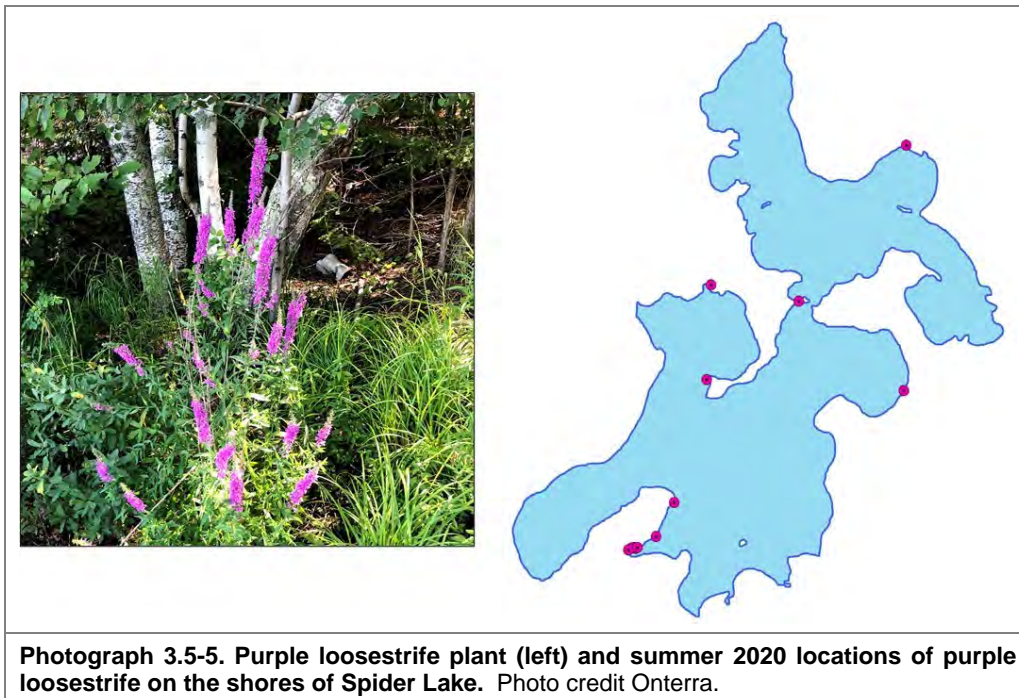 Photograph 3.5-5. Purple loosestrife plant (left) and summer 2020 locations of purple
loosestrife on the shores of Spider Lake. Photo credit Onterra.